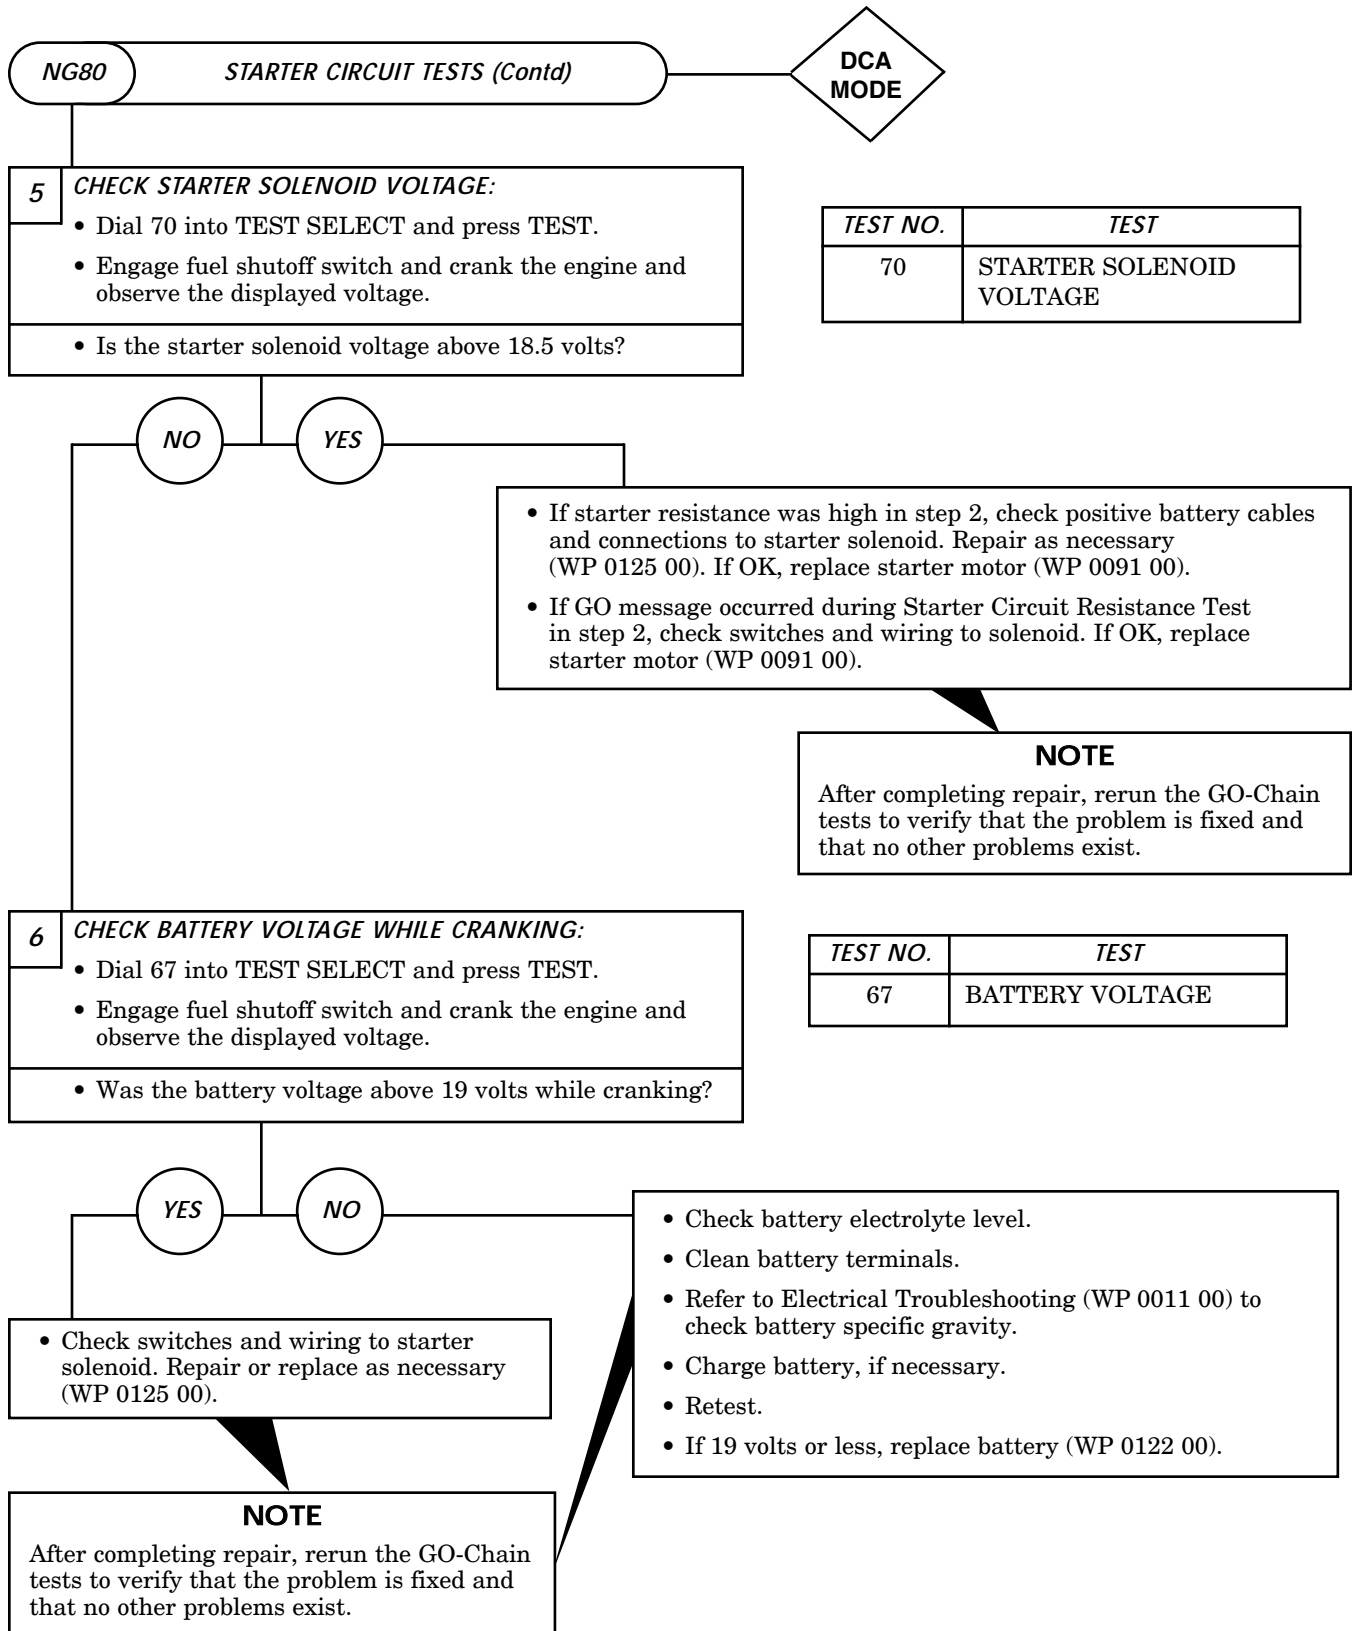 NG80
STARTER CIRCUIT TESTS (Contd)
DCA
MODE
5
CHECK STARTER SOLENOID VOLTAGE:
• Dial 70 into TEST SELECT and press TEST.
• Engage fuel shutoff switch and crank the engine and
observe the displayed voltage.
• Is the starter solenoid voltage above 18.5 volts?
TEST NO. TEST
70 STARTER SOLENOID
VOLTAGE
NO
YES
• If starter resistance was high in step 2, check positive battery cables
and connections to starter solenoid. Repair as necessary
(WP 0125 00). If OK, replace starter motor (WP 0091 00).
• If GO message occurred during Starter Circuit Resistance Test
in step 2, check switches and wiring to solenoid. If OK, replace
starter motor (WP 0091 00).
NOTE
After completing repair, rerun the GO-Chain
tests to verify that the problem is fixed and
that no other problems exist.
6
CHECK BATTERY VOLTAGE WHILE CRANKING:
• Dial 67 into TEST SELECT and press TEST.
• Engage fuel shutoff switch and crank the engine and
observe the displayed voltage.
• Was the battery voltage above 19 volts while cranking?
TEST NO. TEST
67 BATTERY VOLTAGE
YES
NO
• Check battery electrolyte level.
• Clean battery terminals.
• Refer to Electrical Troubleshooting (WP 0011 00) to
check battery specific gravity.
• Charge battery, if necessary.
• Retest.
• If 19 volts or less, replace battery (WP 0122 00).
• Check switches and wiring to starter
solenoid. Repair or replace as necessary
(WP 0125 00).
NOTE
After completing repair, rerun the GO-Chain
tests to verify that the problem is fixed and
that no other problems exist.